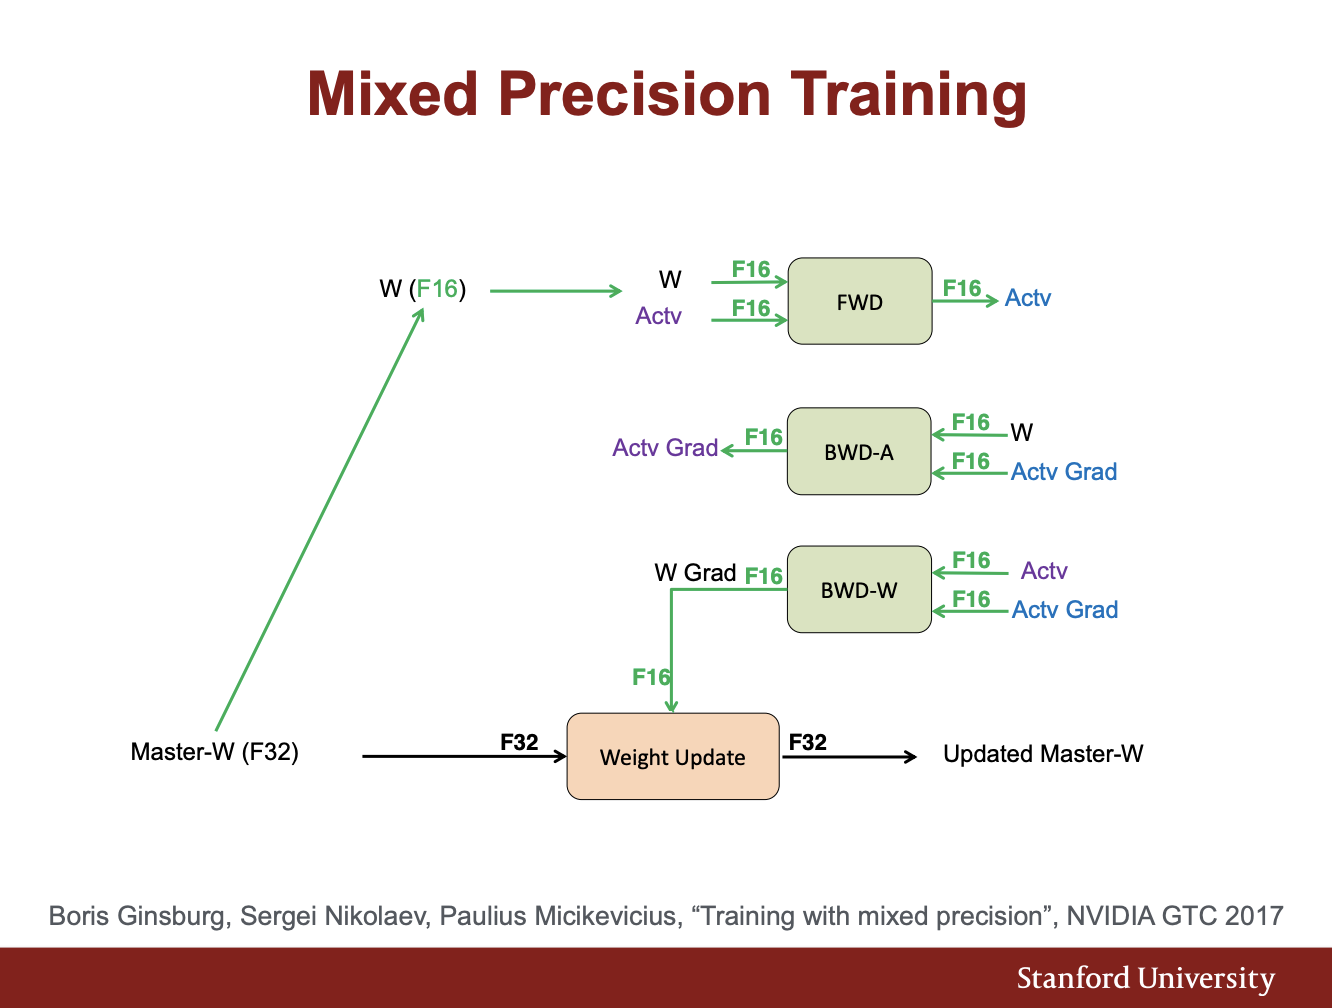 Mixed Precision Training
W (F16)
W
F16
Actv
F16
FWD
F16
Actv
Actv Grad
F16
BWD-A
F16
W
F16
Actv Grad
W Grad
F16
BWD-W
F16
Actv
F16
Actv Grad
F16
Master-W (F32)
F32
Weight Update
F32
Updated Master-W
Boris Ginsburg, Sergei Nikolaev, Paulius Micikevicius, “Training with mixed precision”, NVIDIA GTC 2017
Stanford University